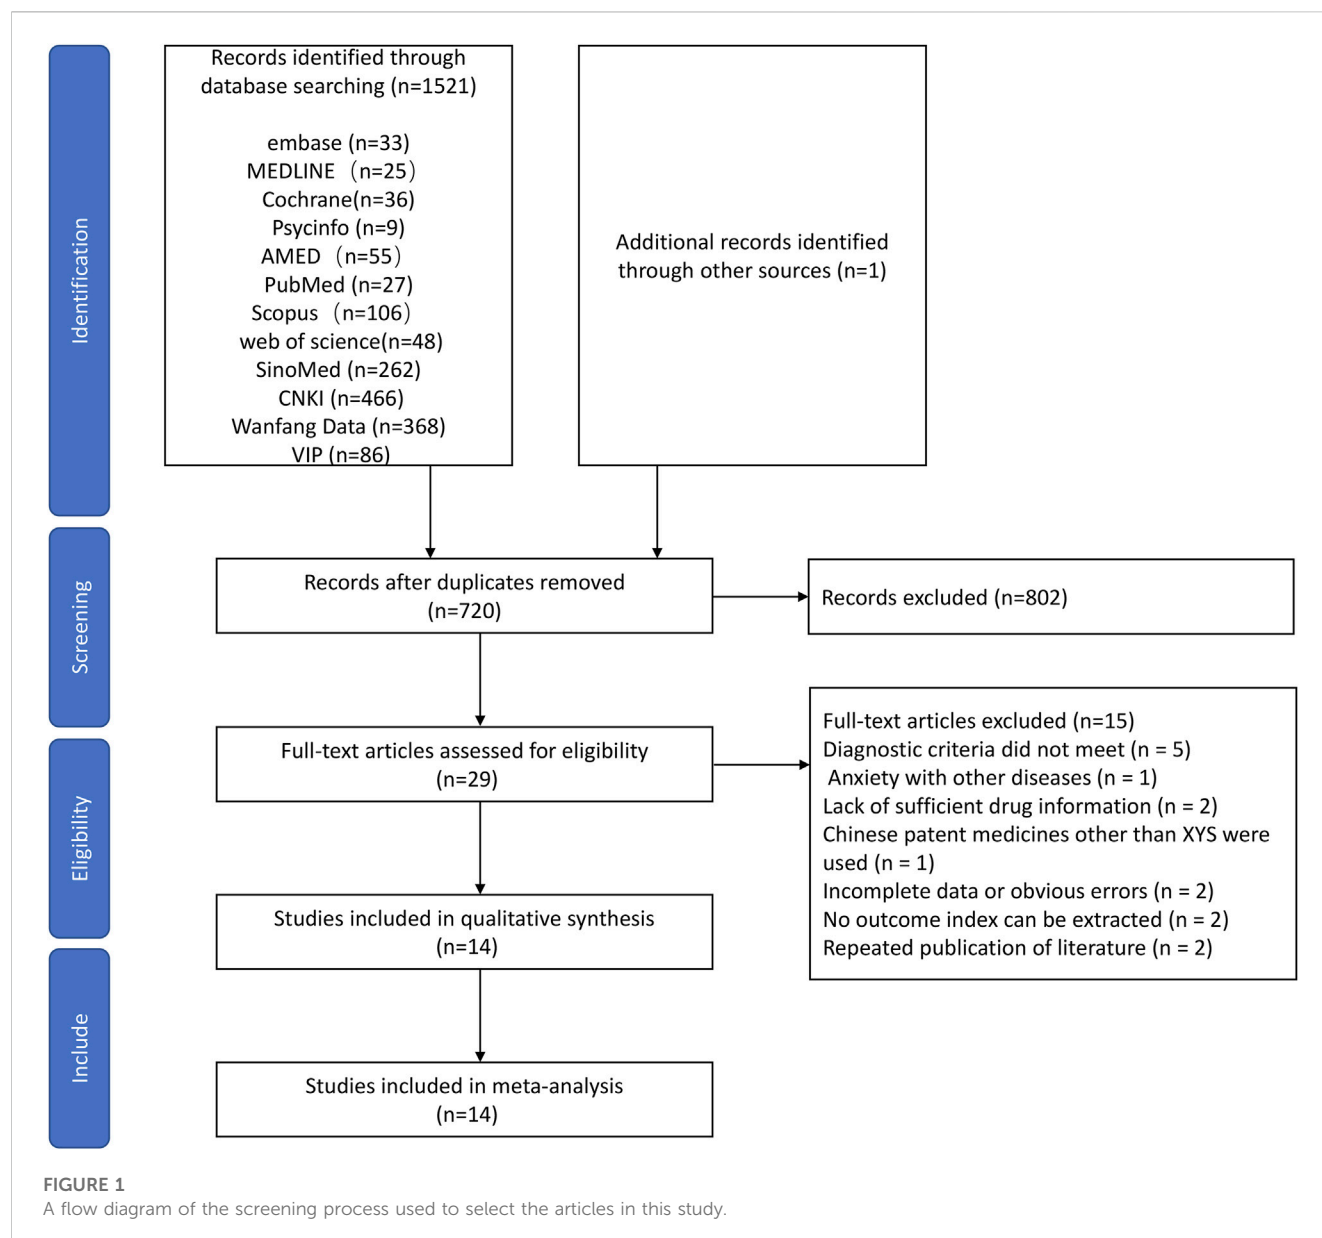 Identification
Records identified through
database searching (n=1521)
embase (n=33)
MEDLINE（n=25）
Cochrane(n=36)
Psycinfo (n=9)
AMED（n=55）
PubMed (n=27)
Scopus（n=106）
web of science(n=48)
SinoMed (n=262)
CNKI (n=466)
Wanfang Data (n=368)
VIP (n=86)
Additional records identified
through other sources (n=1)
Screening
Records after duplicates removed
(n=720)
Records excluded (n=802)
Eligibility
Full-text articles assessed for eligibility
(n=29)
Full-text articles excluded (n=15)
Diagnostic criteria did not meet (n = 5)
Anxiety with other diseases (n = 1)
Lack of sufficient drug information (n = 2)
Chinese patent medicines other than XYS were
used (n = 1)
Incomplete data or obvious errors (n = 2)
No outcome index can be extracted (n = 2)
Repeated publication of literature (n = 2)
Studies included in qualitative synthesis
(n=14)
Include
Studies included in meta-analysis
(n=14)
FIGURE 1
A flow diagram of the screening process used to select the articles in this study.